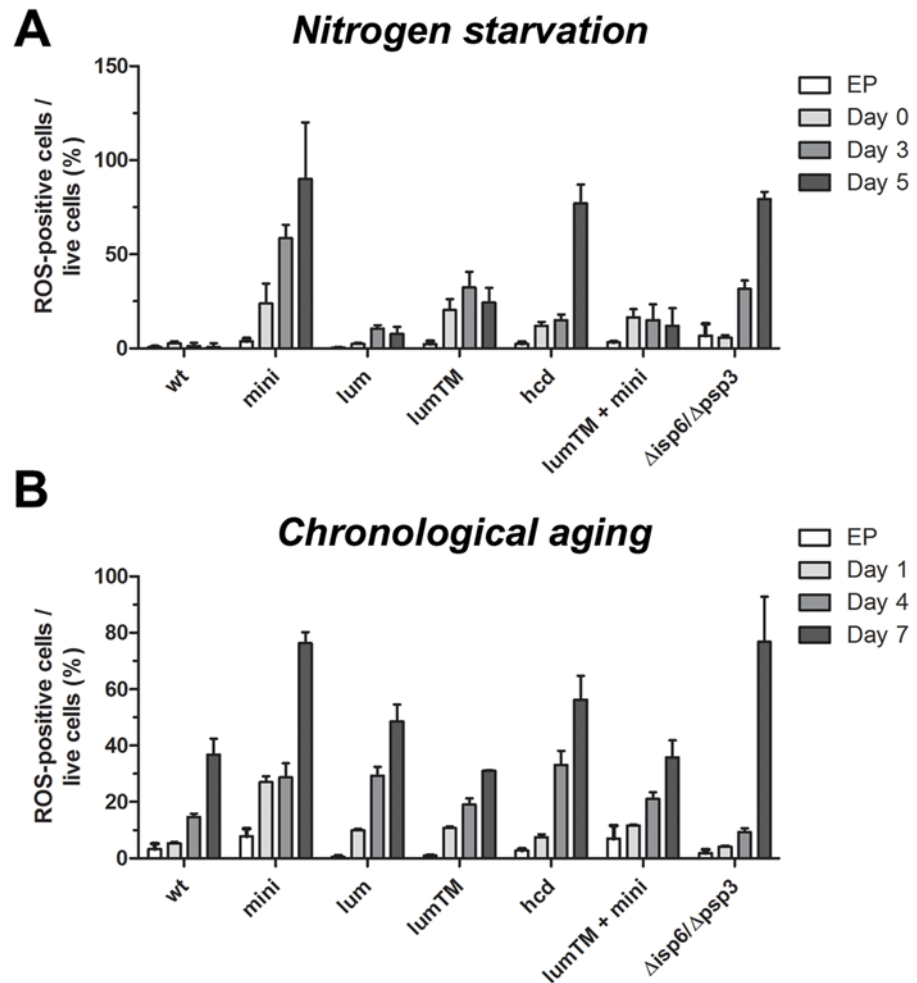 A
Nitrogen starvation
ROS-positive cells /
live cells (%)
150
100
50
0
wt
mini
lum
lumTM
hcd
lumTM + mini
Δisp6/Δpsp3
EP
Day 0
Day 3
Day 5
B
Chronological aging
ROS-positive cells /
live cells (%)
100
80
60
40
20
0
wt
mini
lum
lumTM
hcd
lumTM + mini
Δisp6/Δpsp3
EP
Day 1
Day 4
Day 7